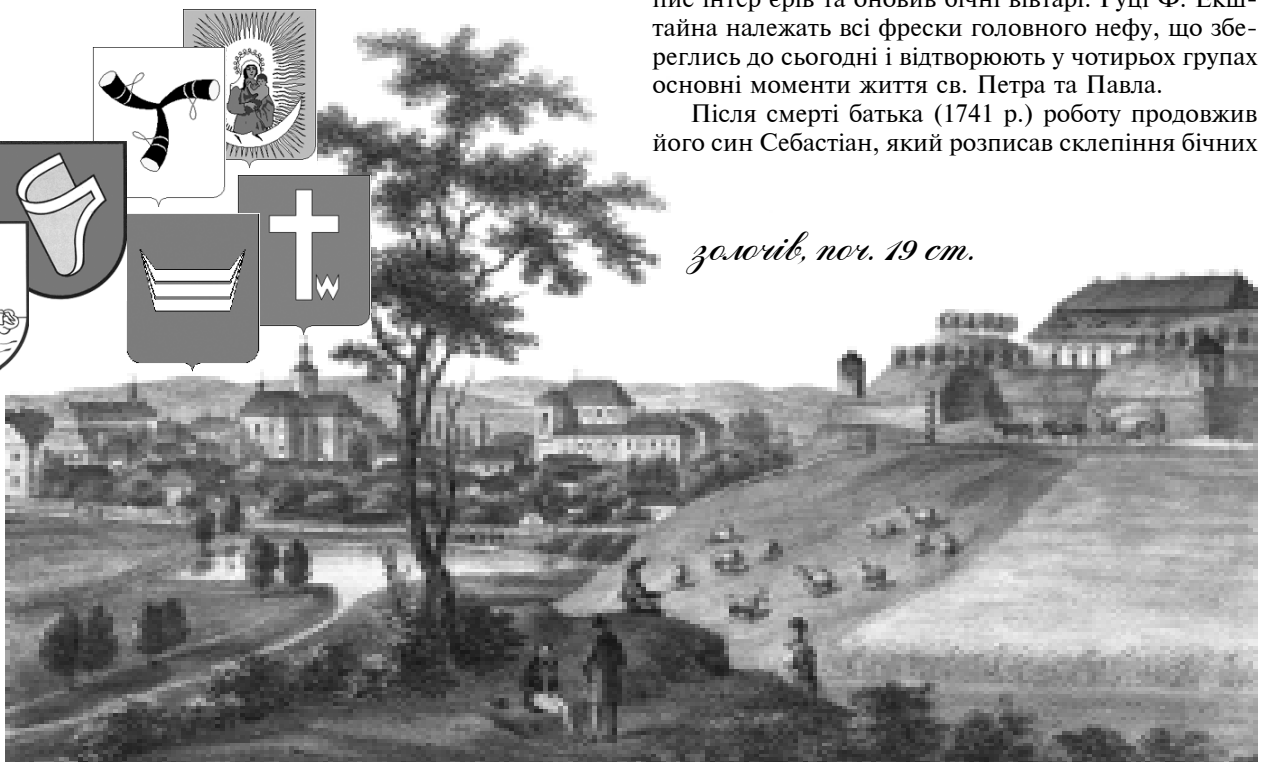 пис інтер'єрів та оновив бічні вівтарі. Руці Ф. Екш-
тайна належать всі фрески головного нефу, що збе-
реглись до сьогодні і відтворюють у чотирьох групах
основні моменти життя св. Петра та Павла.
Після смерті батька (1741 р.) роботу продовжив
його син Себастіан, який розписав склепіння бічних
золочів, поч. 19 ст.
W